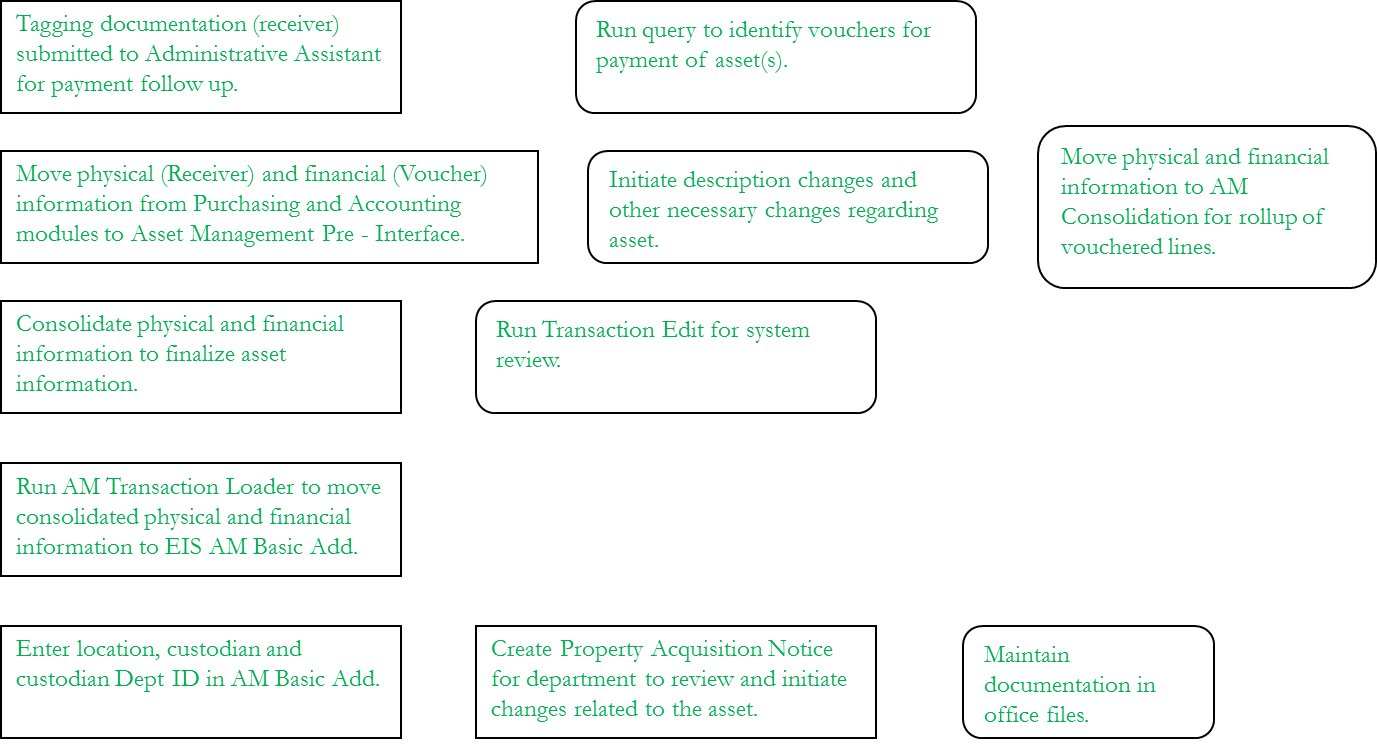 Tagging documentation (receiver)
submitted to Administrative Assistant
for payment follow up.
Run query to identify vouchers for
payment of asset(s).
Move physical (Receiver) and financial (Voucher)
information from Purchasing and Accounting
modules to Asset Management Pre - Interface.
Initiate description changes and
other necessary changes regarding
asset.
Move physical and financial
information to AM
Consolidation for rollup of
vouchered lines.
Consolidate physical and financial
information to finalize asset
information.
Run Transaction Edit for system
review.
Run AM Transaction Loader to move
consolidated physical and financial
information to EIS AM Basic Add.
Enter location, custodian and
custodian Dept ID in AM Basic Add.
Create Property Acquisition Notice
for department to review and initiate
changes related to the asset.
Maintain
documentation in
office files.